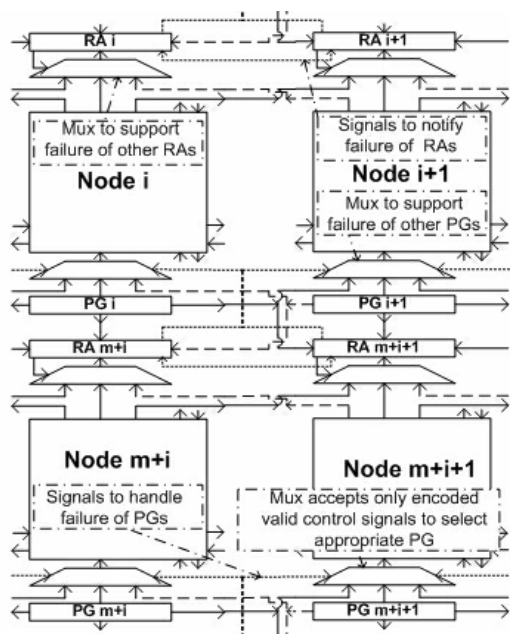 RA i
RA i+1
Mux to support
failure of other RAs
Node i
Signals to notify
failure of RAs
Node i+1
Mux to support
failure of other PGs
PG i
PG i+1
RA m+i
RA m+i+1
Node m+i
Signals to handle
failure of PGs
Node m+i+1
Mux accepts only encoded
valid control signals to select
appropriate PG
PG m+i
PG m+i+1